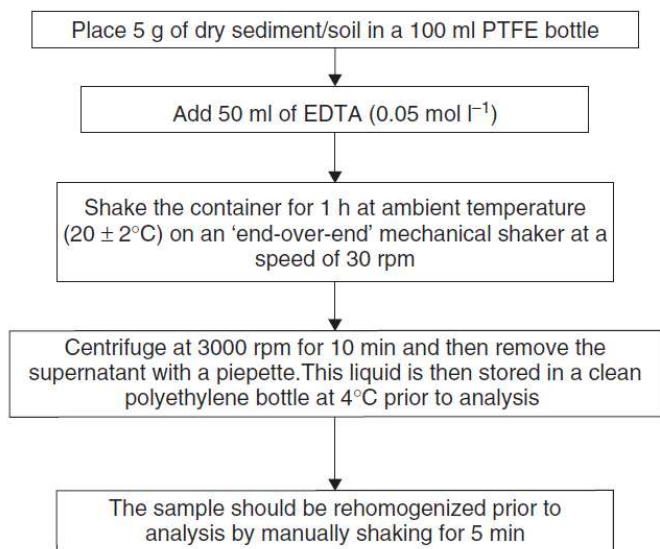 Place 5 g of dry sediment/soil in a 100 ml PTFE bottle
Add 50 ml of EDTA (0.05 mol l⁻¹)
Shake the container for 1 h at ambient temperature
(20 ± 2°C) on an ‘end-over-end’ mechanical shaker at a
speed of 30 rpm
Centrifuge at 3000 rpm for 10 min and then remove the
supernatant with a piepette.This liquid is then stored in a clean
polyethylene bottle at 4°C prior to analysis
The sample should be rehomogenized prior to
analysis by manually shaking for 5 min